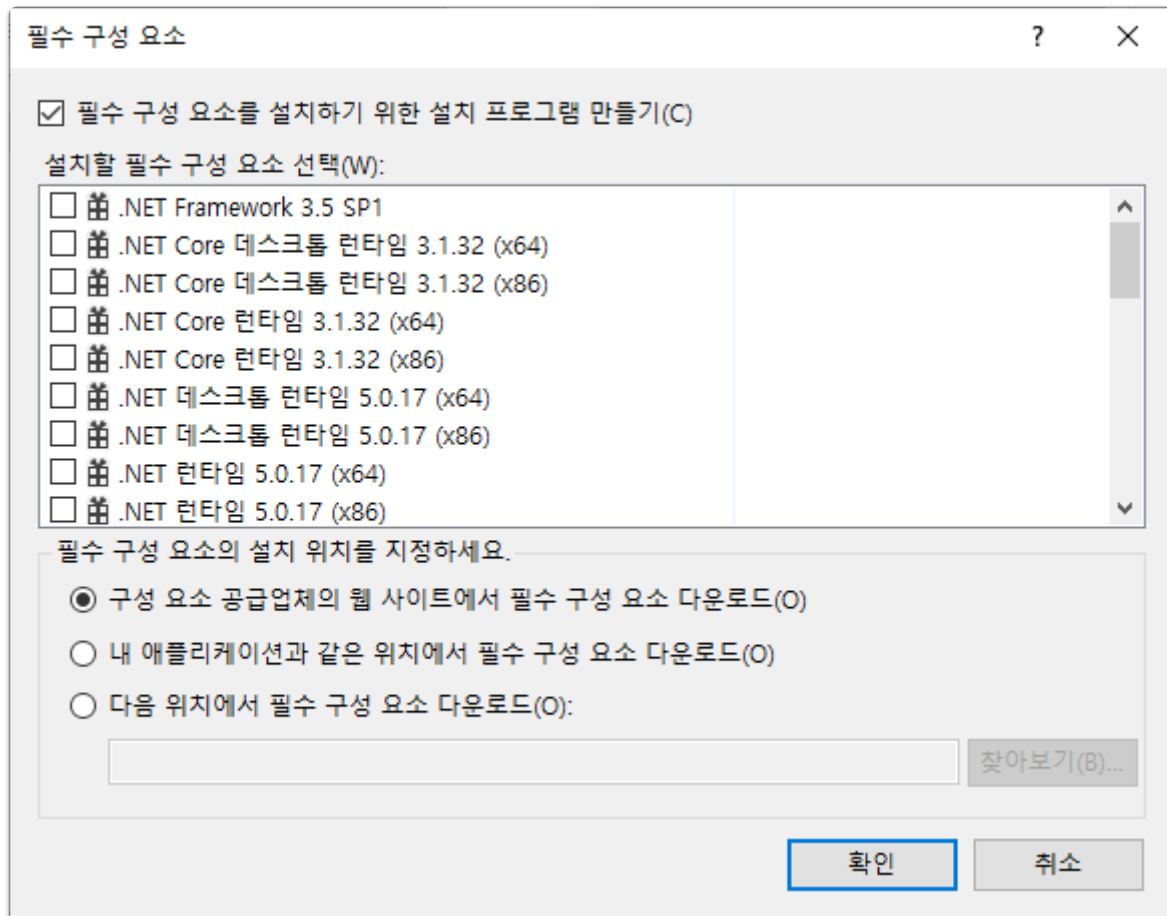 필수 구성 요소
필수 구성 요소를 설치하기 위한 설치 프로그램 만들기(C)
설치할 필수 구성 요소 선택(W):
.NET Framework 3.5 SP1
.NET Core 데스크톱 런타임 3.1.32 (x64)
.NET Core 데스크톱 런타임 3.1.32 (x86)
.NET Core 런타임 3.1.32 (x64)
.NET Core 런타임 3.1.32 (x86)
.NET 데스크톱 런타임 5.0.17 (x64)
.NET 데스크톱 런타임 5.0.17 (x86)
.NET 런타임 5.0.17 (x64)
.NET 런타임 5.0.17 (x86)
필수 구성 요소의 설치 위치를 지정하세요.
구성 요소 공급업체의 웹 사이트에서 필수 구성 요소 다운로드(O)
내 애플리케이션과 같은 위치에서 필수 구성 요소 다운로드(O)
다음 위치에서 필수 구성 요소 다운로드(O):
찾아보기(B)...
확인 취소